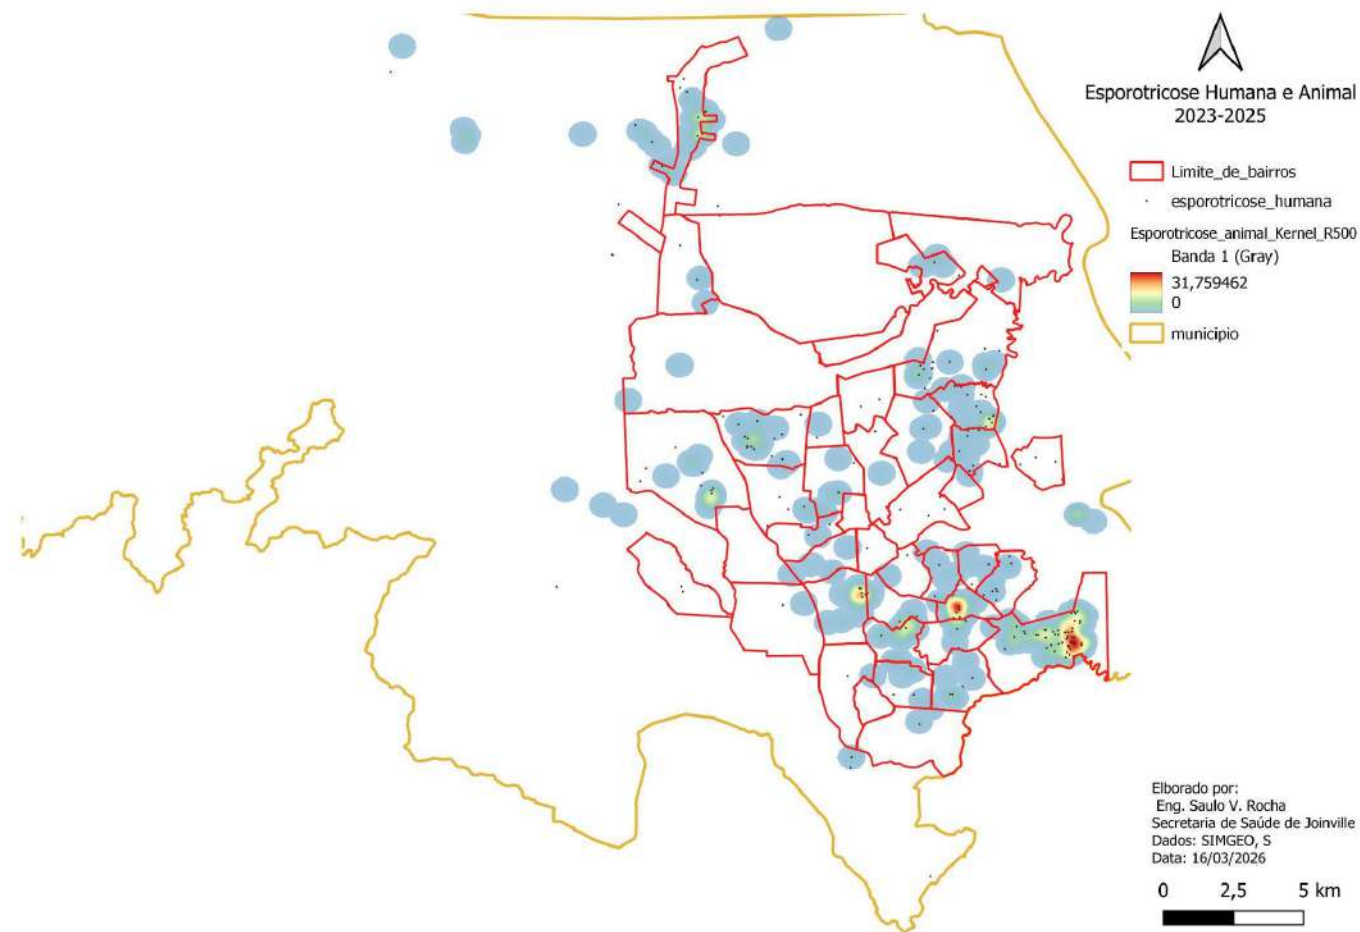 Esporotricose Humana e Animal
2023-2025
Limite_de_bairros
esporotricose_humana
Esporotricose_animal_Kernel_R500
Banda 1 (Gray)
31,759462
0
municipio
Elborado por:
Eng. Saulo V. Rocha
Secretaria de Saúde de Joinville
Dados: SIMGEO, S
Data: 16/03/2026
0 2,5 5 km